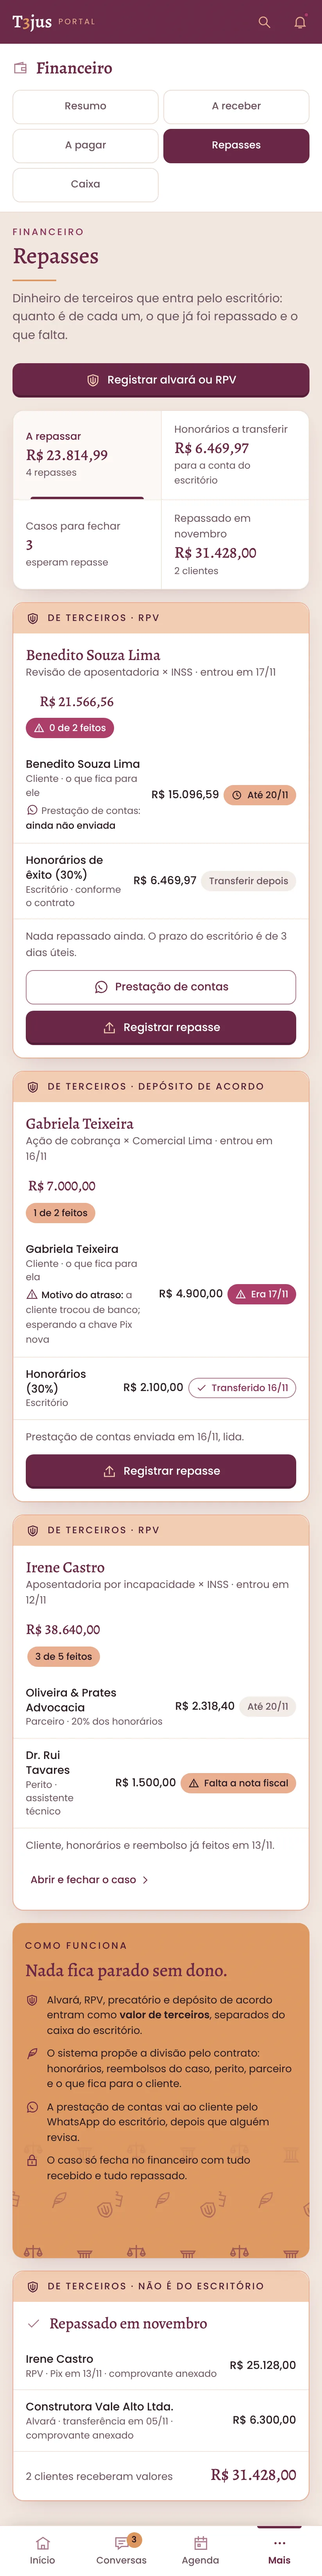 T3jus PORTAL
Financeiro
Resumo
A receber
A pagar
Repasses
Caixa
FINANCEIRO
Repasses
Dinheiro de terceiros que entra pelo escritório:
quanto é de cada um, o que já foi repassado e o
que falta.
Registrar alvará ou RPV
A repassar
R$ 23.814,99
4 repasses
Honorários a transferir
R$ 6.469,97
para a conta do
escritório
Casos para fechar
3
esperam repasse
Repassado em
novembro
R$ 31.428,00
2 clientes
DE TERCEIROS · RPV
Benedito Souza Lima
Revisão de aposentadoria × INSS · entrou em 17/11
R$ 21.566,56
0 de 2 feitos
Benedito Souza Lima
Cliente · o que fica para
ele
Prestação de contas:
ainda não enviada
R$ 15.096,59
Até 20/11
Honorários de
êxito (30%)
Escritório · conforme
o contrato
R$ 6.469,97
Transferir depois
Nada repassado ainda. O prazo do escritório é de 3
dias úteis.
Prestação de contas
Registrar repasse
DE TERCEIROS · DEPÓSITO DE ACORDO
Gabriela Teixeira
Ação de cobrança × Comercial Lima · entrou em
16/11
R$ 7.000,00
1 de 2 feitos
Gabriela Teixeira
Cliente · o que fica para
ela
Motivo do atraso: a
cliente trocou de banco;
esperando a chave Pix
nova
R$ 4.900,00
Era 17/11
Honorários
(30%)
Escritório
R$ 2.100,00
Transferido 16/11
Prestação de contas enviada em 16/11, lida.
Registrar repasse
DE TERCEIROS · RPV
Irene Castro
Aposentadoria por incapacidade × INSS · entrou em
12/11
R$ 38.640,00
3 de 5 feitos
Oliveira & Prates
Advocacia
Parceiro · 20% dos honorários
R$ 2.318,40
Até 20/11
Dr. Rui
Tavares
Perito ·
assistente
técnico
R$ 1.500,00
Falta a nota fiscal
Cliente, honorários e reembolso já feitos em 13/11.
Abrir e fechar o caso
COMO FUNCIONA
Nada fica parado sem dono.
Alvará, RPV, precatório e depósito de acordo
entram como valor de terceiros, separados do
caixa do escritório.
O sistema propõe a divisão pelo contrato:
honorários, reembolsos do caso, perito, parceiro
e o que fica para o cliente.
A prestação de contas vai ao cliente pelo
WhatsApp do escritório, depois que alguém
revisa.
O caso só fecha no financeiro com tudo
recebido e tudo repassado.
DE TERCEIROS · NÃO É DO ESCRITÓRIO
Repassado em novembro
Irene Castro
RPV · Pix em 13/11 · comprovante anexado
R$ 25.128,00
Construtora Vale Alto Ltda.
Alvará · transferência em 05/11 ·
comprovante anexado
R$ 6.300,00
2 clientes receberam valores
R$ 31.428,00
Início
3
Conversas
Agenda
Mais